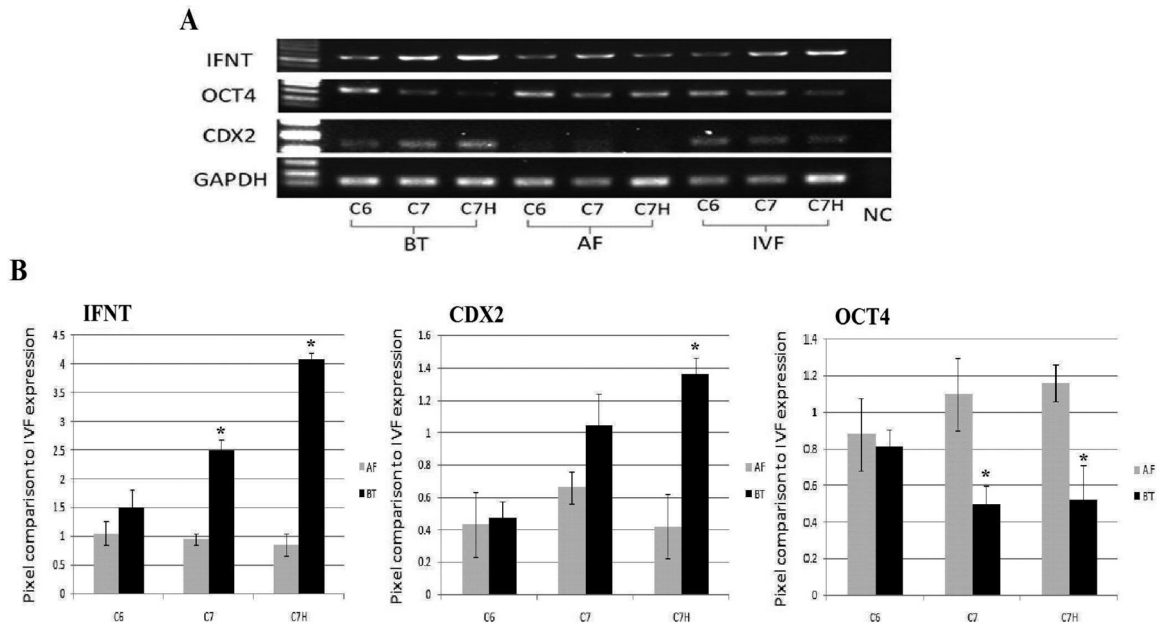 A
IFNT
OCT4
CDX2
GAPDH
C6 C7 C7H C6 C7 C7H C6 C7 C7H NC
BT AF IVF
B
IFNT
Pixel comparison to IVF expression
4.5
4
3.5
3
2.5
2
1.5
1
0.5
0
* *
C6 C7 C7H
AF
BT
CDX2
Pixel comparison to IVF expression
1.6
1.4
1.2
1
0.8
0.6
0.4
0.2
0
*
C6 C7 C7H
AF
BT
OCT4
Pixel comparison to IVF expression
1.4
1.2
1
0.8
0.6
0.4
0.2
0
* *
C6 C7 C7H
AF
BT